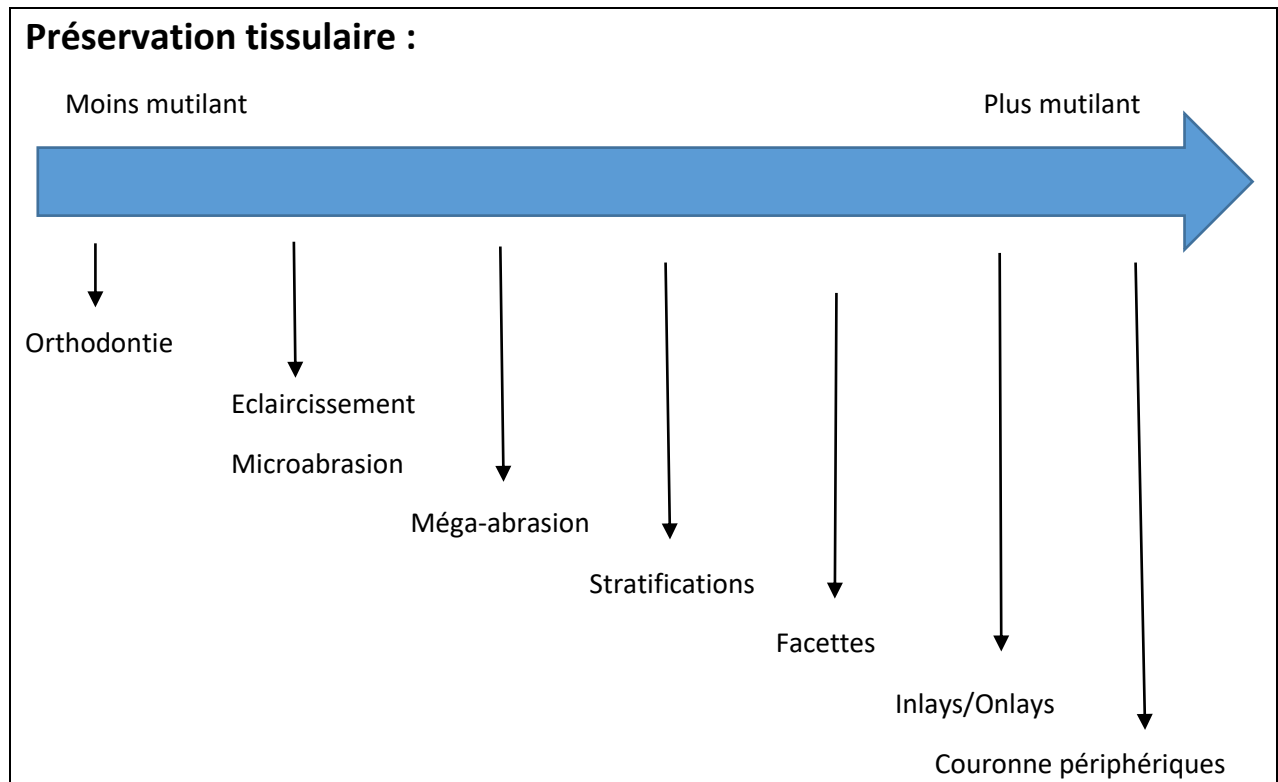 Préservation tissulaire :
Moins mutilant
Plus mutilant
Orthodontie
Eclaircissement
Microabrasion
Méga-abrasion
Stratifications
Facettes
Inlays/Onlays
Couronne périphériques